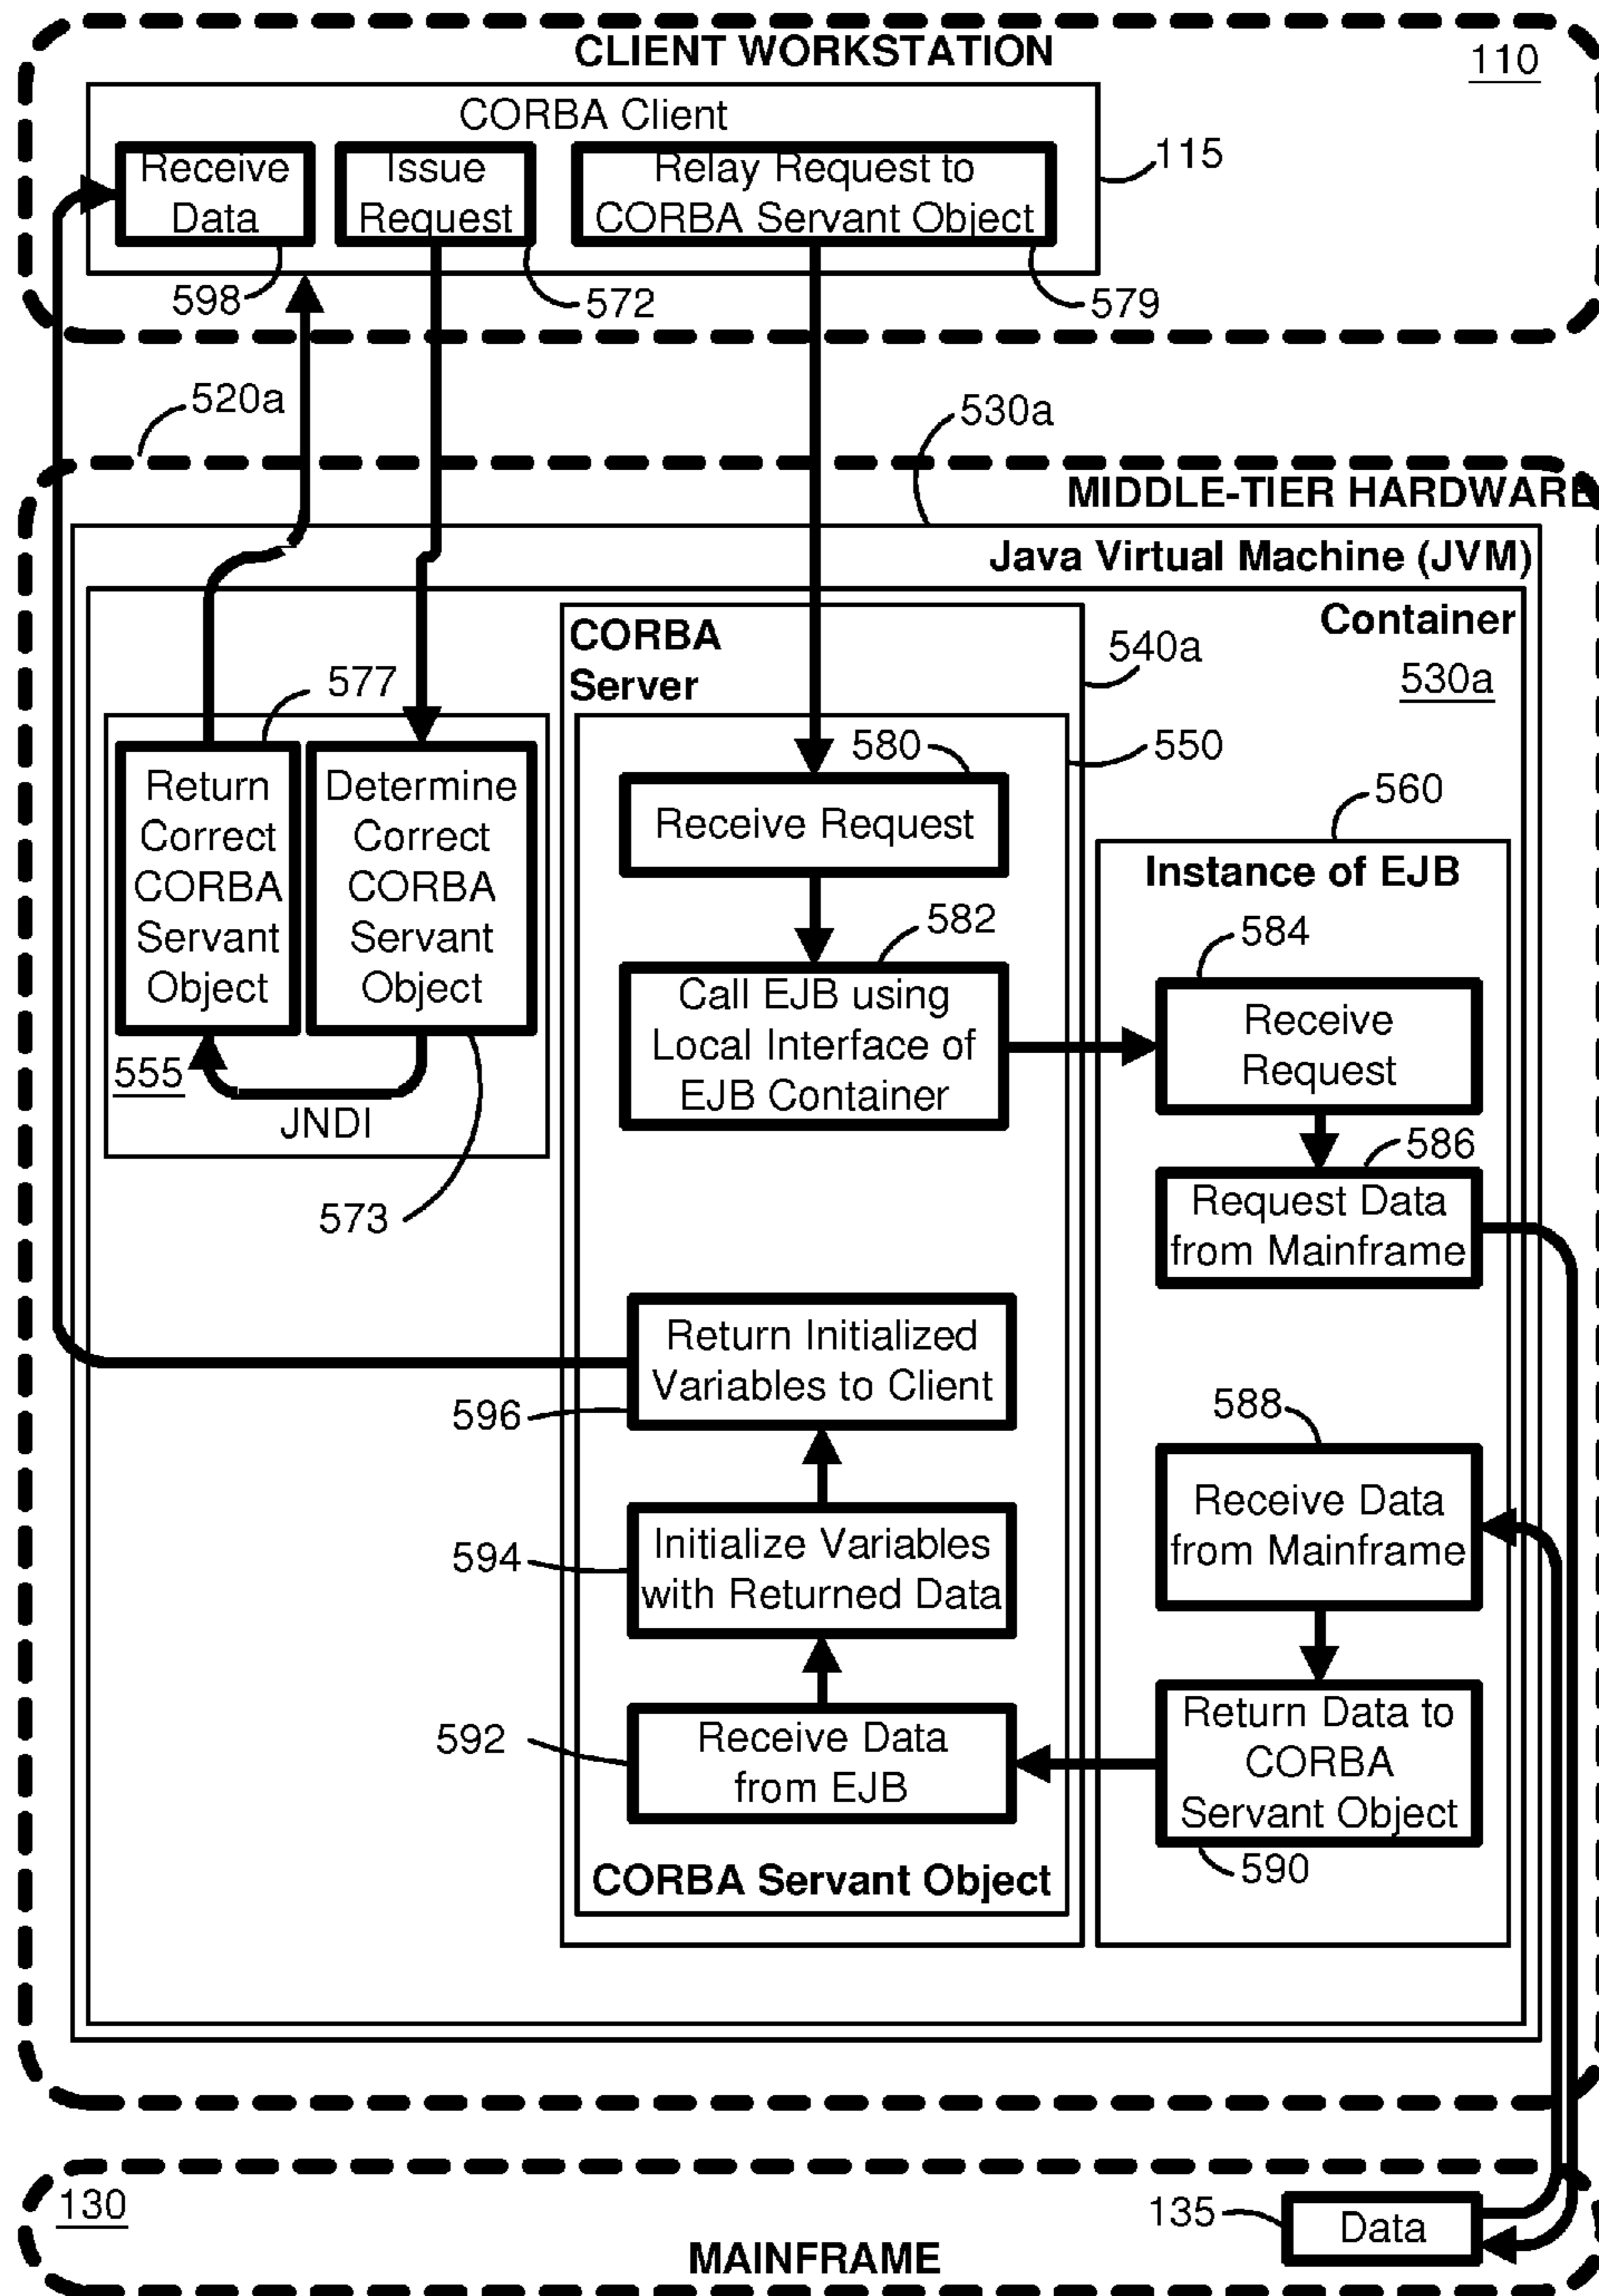 CLIENT WORKSTATION
110
CORBA Client
115
Receive
Data
Issue
Request
Relay Request to
CORBA Servant Object
598
572
579
520a
530a
MIDDLE-TIER HARDWARE
Java Virtual Machine (JVM)
Container
530a
CORBA
Server
540a
577
550
580
560
Return
Correct
CORBA
Servant
Object
Determine
Correct
CORBA
Servant
Object
555
JNDI
573
Receive Request
582
Call EJB using
Local Interface of
EJB Container
Instance of EJB
584
Receive
Request
586
Request Data
from Mainframe
Return Initialized
Variables to Client
596
588
Receive Data
from Mainframe
594
Initialize Variables
with Returned Data
592
Receive Data
from EJB
Return Data to
CORBA
Servant Object
590
CORBA Servant Object
130
135
Data
MAINFRAME